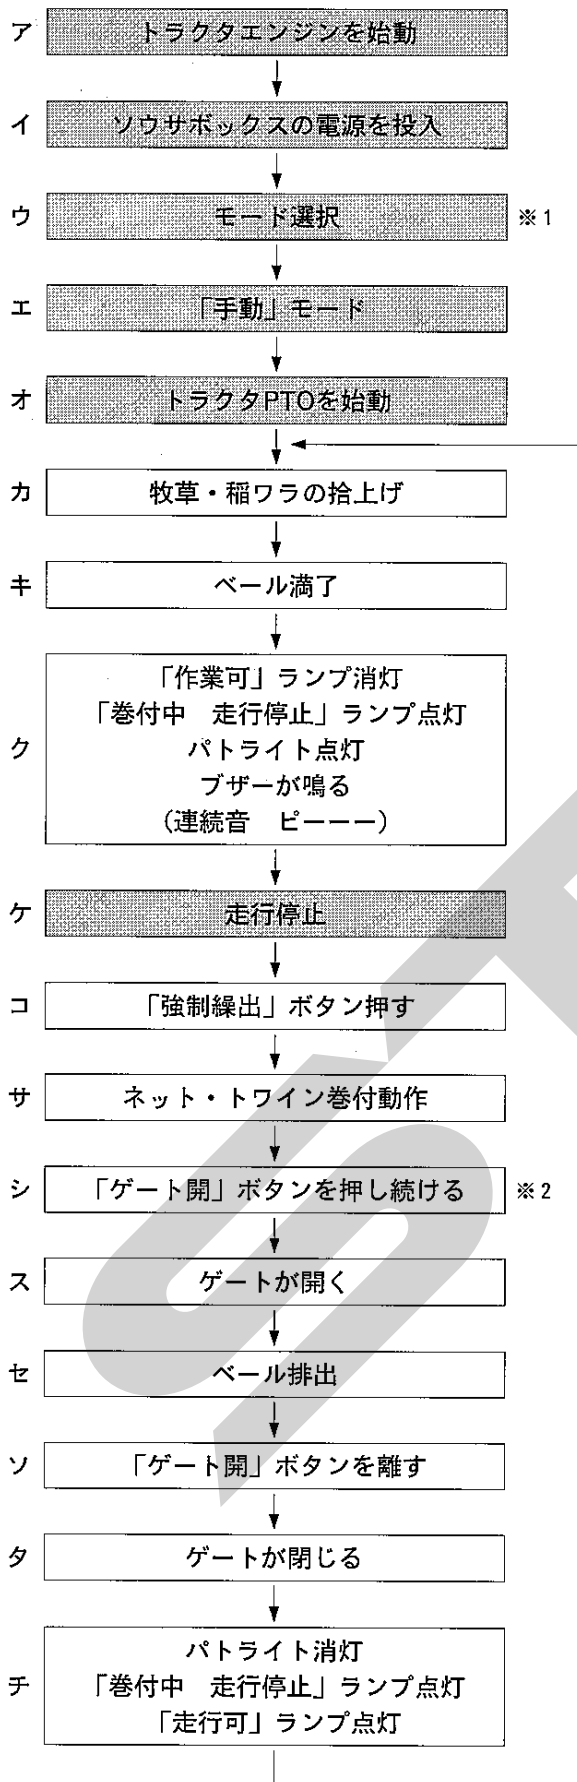 ア トラクタエンジンを始動
イ ソウサボックスの電源を投入
ウ モード選択 ※1
エ 「手動」モード
オ トラクタPTOを始動
カ 牧草・稲ワラの拾上げ
キ ベール満了
「作業可」ランプ消灯
「巻付中　走行停止」ランプ点灯
ク パトライト点灯
ブザーが鳴る
（連続音　ピーーー）
ケ 走行停止
コ 「強制繰出」ボタン押す
サ ネット・トワイン巻付動作
シ 「ゲート開」ボタンを押し続ける ※2
ス ゲートが開く
セ ベール排出
ソ 「ゲート開」ボタンを離す
タ ゲートが閉じる
パトライト消灯
チ 「巻付中　走行停止」ランプ点灯
「走行可」ランプ点灯